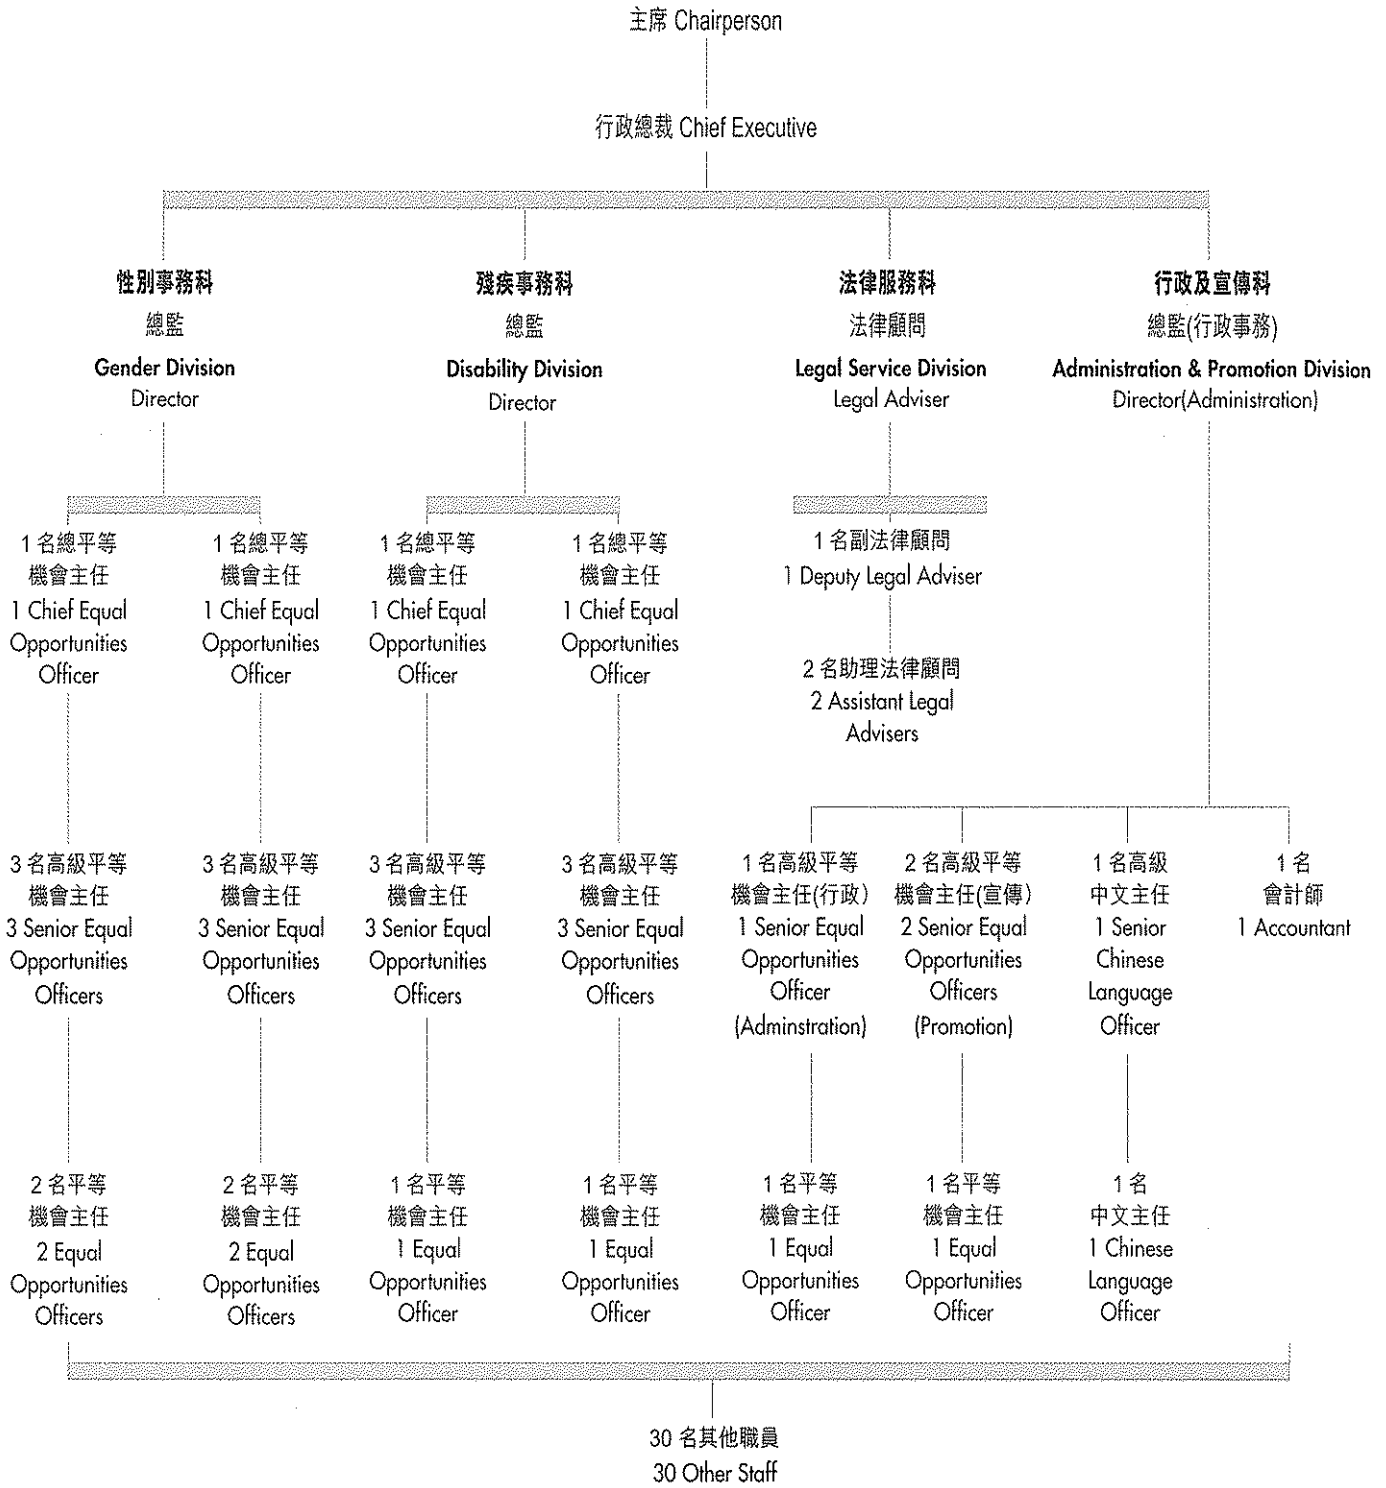 主席 Chairperson
行政總裁 Chief Executive
性別事務科
總監
Gender Division
Director
殘疾事務科
總監
Disability Division
Director
法律服務科
法律顧問
Legal Service Division
Legal Adviser
行政及宣傳科
總監(行政事務)
Administration & Promotion Division
Director(Administration)
1 名總平等
機會主任
1 Chief Equal
Opportunities
Officer
1 名總平等
機會主任
1 Chief Equal
Opportunities
Officer
1 名總平等
機會主任
1 Chief Equal
Opportunities
Officer
1 名總平等
機會主任
1 Chief Equal
Opportunities
Officer
1 名副法律顧問
1 Deputy Legal Adviser
2 名助理法律顧問
2 Assistant Legal
Advisers
3 名高級平等
機會主任
3 Senior Equal
Opportunities
Officers
3 名高級平等
機會主任
3 Senior Equal
Opportunities
Officers
3 名高級平等
機會主任
3 Senior Equal
Opportunities
Officers
3 名高級平等
機會主任
3 Senior Equal
Opportunities
Officers
1 名高級平等
機會主任(行政)
1 Senior Equal
Opportunities
Officer
(Adminstration)
2 名高級平等
機會主任(宣傳)
2 Senior Equal
Opportunities
Officers
(Promotion)
1 名高級
中文主任
1 Senior
Chinese
Language
Officer
1 名
會計師
1 Accountant
2 名平等
機會主任
2 Equal
Opportunities
Officers
2 名平等
機會主任
2 Equal
Opportunities
Officers
1 名平等
機會主任
1 Equal
Opportunities
Officer
1 名平等
機會主任
1 Equal
Opportunities
Officer
1 名平等
機會主任
1 Equal
Opportunities
Officer
1 名平等
機會主任
1 Equal
Opportunities
Officer
1 名
中文主任
1 Chinese
Language
Officer
30 名其他職員
30 Other Staff